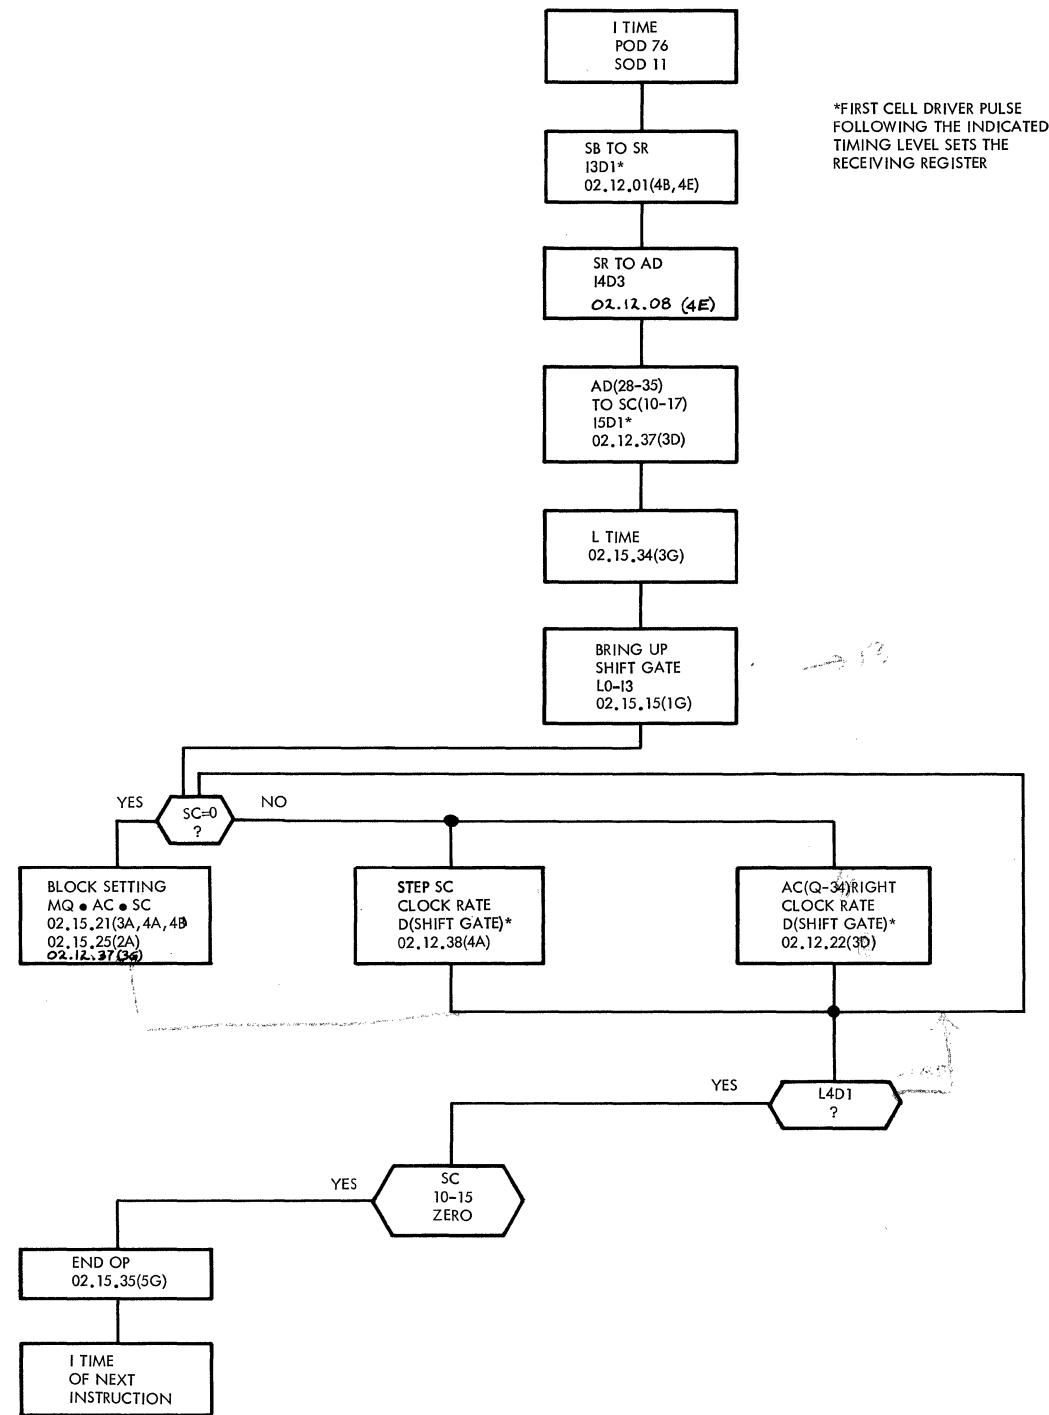 I TIME
POD 76
SOD 11
*FIRST CELL DRIVER PULSE
FOLLOWING THE INDICATED
TIMING LEVEL SETS THE
RECEIVING REGISTER
SB TO SR
I3D1*
02.12.01(4B,4E)
SR TO AD
I4D3
02.12.08 (4E)
AD(28-35)
TO SC(10-17)
I5D1*
02.12.37(3D)
L TIME
02.15.34(3G)
BRING UP
SHIFT GATE
L0-I3
02.15.15(1G)
YES
SC=0
?
NO
BLOCK SETTING
MQ • AC • SC
02.15.21(3A,4A,4B
02.15.25(2A)
02.12.37(3G)
STEP SC
CLOCK RATE
D(SHIFT GATE)*
02.12.38(4A)
AC(Q-34)RIGHT
CLOCK RATE
D(SHIFT GATE)*
02.12.22(3D)
YES
L4D1
?
YES
SC
10-15
ZERO
END OP
02.15.35(5G)
I TIME
OF NEXT
INSTRUCTION